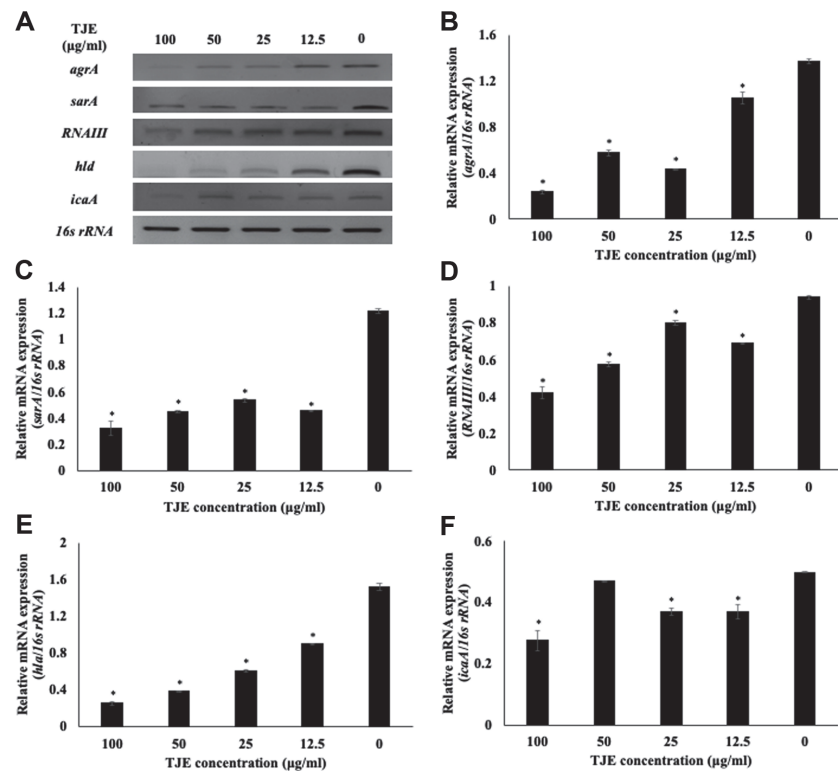 A
TJE
(µg/ml)
100 50 25 12.5 0
agrA
sarA
RNAIII
hld
icaA
16s rRNA
B
Relative mRNA expression
(agrA/16s rRNA)
1.6
1.2
0.8
0.4
0
* * * *
100 50 25 12.5 0
TJE concentration (µg/ml)
C
Relative mRNA expression
(sarA/16s rRNA)
1.4
1.2
1
0.8
0.6
0.4
0.2
0
* * * *
100 50 25 12.5 0
TJE concentration (µg/ml)
D
Relative mRNA expression
(RNAIII/16s rRNA)
1
0.8
0.6
0.4
0.2
0
* * * *
100 50 25 12.5 0
TJE concentration (µg/ml)
E
Relative mRNA expression
(hla/16s rRNA)
2
1.6
1.2
0.8
0.4
0
* * * *
100 50 25 12.5 0
TJE concentration (µg/ml)
F
Relative mRNA expression
(icaA/16s rRNA)
0.6
0.4
0.2
0
* * *
100 50 25 12.5 0
TJE concentration (µg/ml)